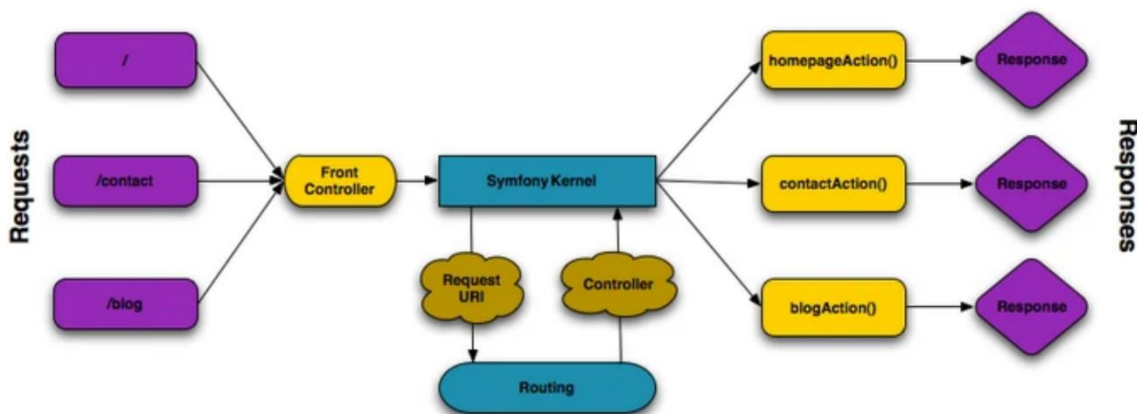 Requests
/
/contact
/blog
Front
Controller
Symfony Kernel
Request
URI
Controller
Routing
homepageAction()
contactAction()
blogAction()
Response
Response
Response
Responses